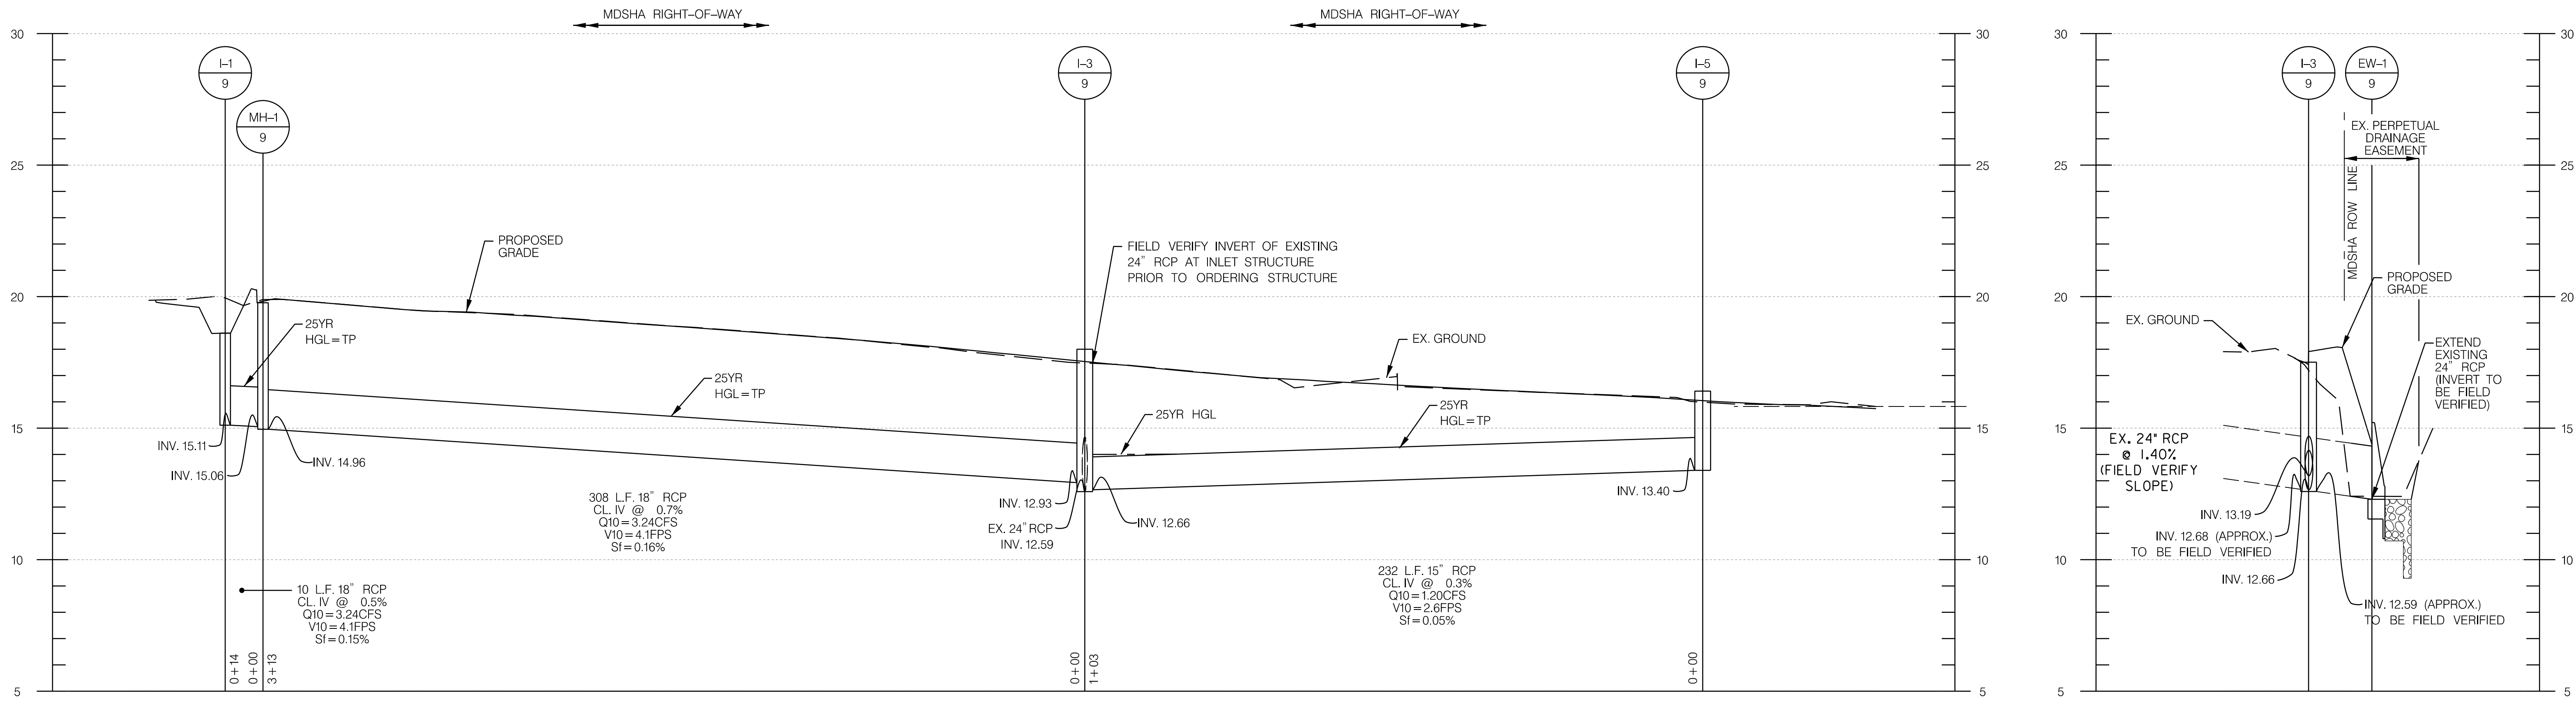 MDSHA RIGHT-OF-WAY
MDSHA RIGHT-OF-WAY
30
30
30
30
I-1
9
MH-1
9
I-3
9
I-5
9
I-3
9
EW-1
9
EX. PERPETUAL
DRAINAGE
EASEMENT
MDSHA ROW LINE
25
25
25
25
PROPOSED
GRADE
FIELD VERIFY INVERT OF EXISTING
24" RCP AT INLET STRUCTURE
PRIOR TO ORDERING STRUCTURE
PROPOSED
GRADE
20
20
20
20
25YR
HGL=TP
EX. GROUND
EX. GROUND
EXTEND
EXISTING
24" RCP
(INVERT TO
BE FIELD
VERIFIED)
25YR
HGL=TP
25YR HGL
25YR
HGL=TP
15
15
15
15
INV. 15.11
INV. 15.06
INV. 14.96
EX. 24" RCP
@ 1.40%
(FIELD VERIFY
SLOPE)
308 L.F. 18" RCP
CL. IV @ 0.7%
Q10=3.24CFS
V10=4.1FPS
Sf=0.16%
INV. 12.93
EX. 24" RCP
INV. 12.59
INV. 12.66
INV. 13.40
INV. 13.19
INV. 12.68 (APPROX.)
TO BE FIELD VERIFIED
INV. 12.66
INV. 12.59 (APPROX.)
TO BE FIELD VERIFIED
10
10
10
10
10 L.F. 18" RCP
CL. IV @ 0.5%
Q10=3.24CFS
V10=4.1FPS
Sf=0.15%
232 L.F. 15" RCP
CL. IV @ 0.3%
Q10=1.20CFS
V10=2.6FPS
Sf=0.05%
0+14
0+00
3+13
0+00
1+03
0+00
5
5
5
5